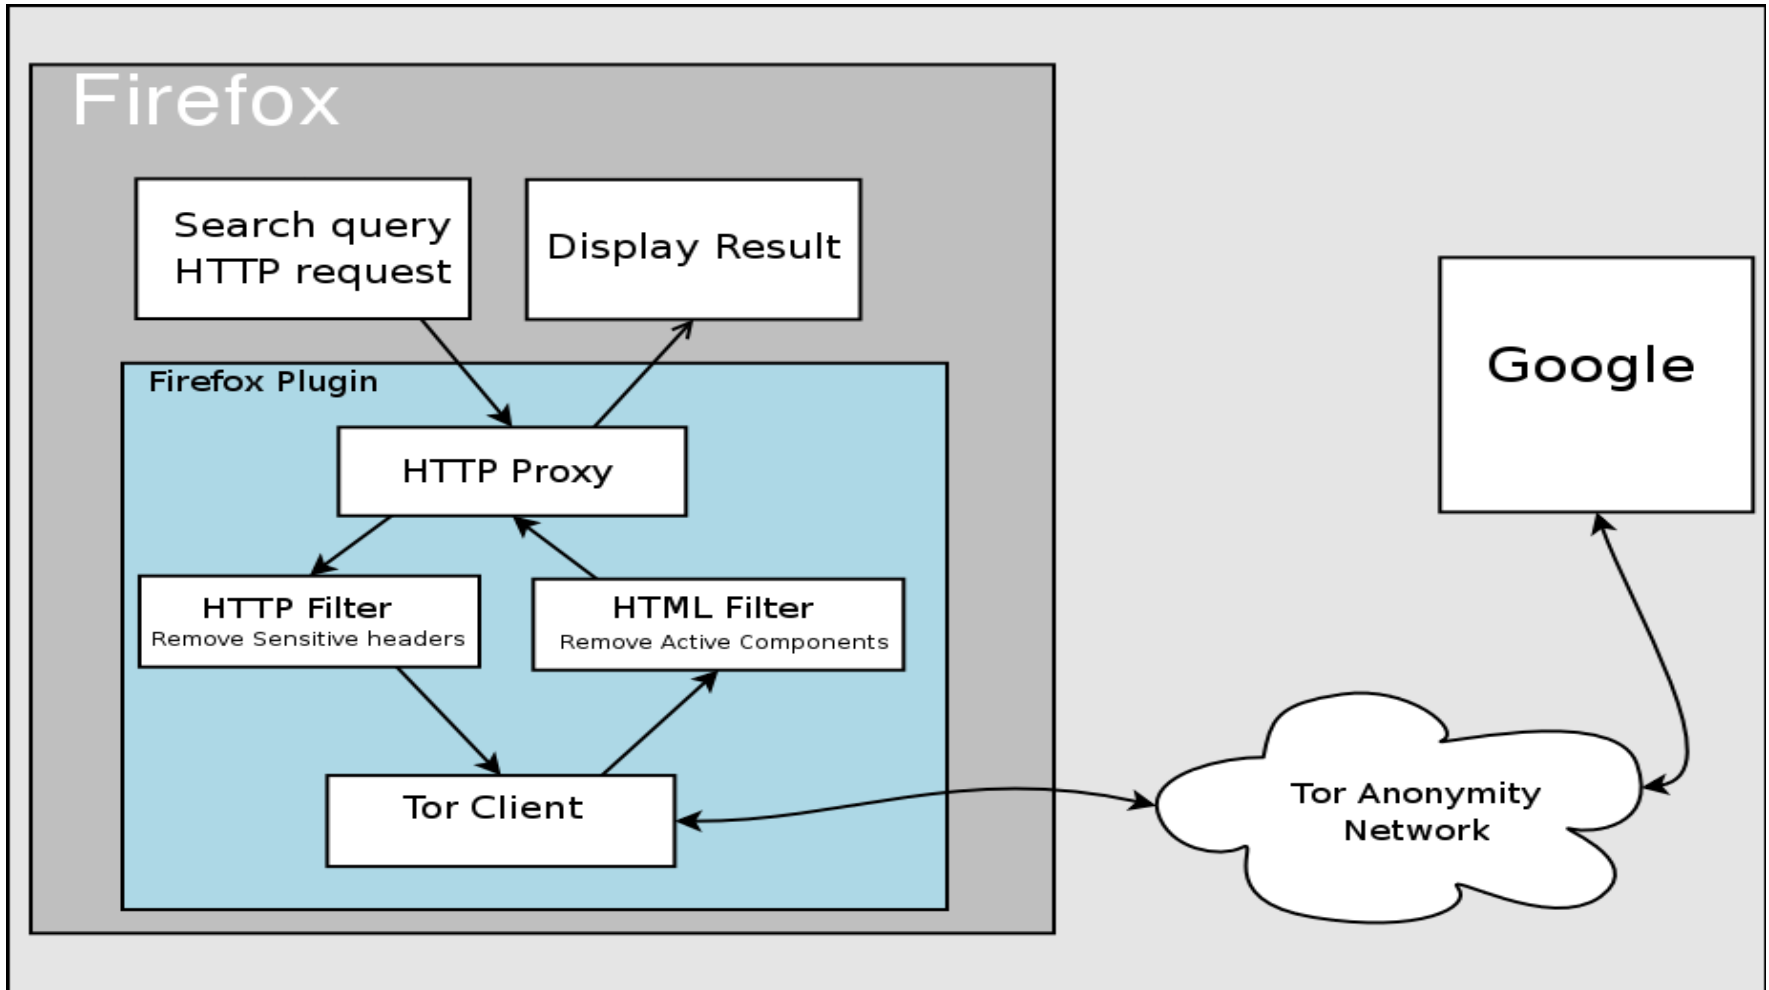 Firefox
Search query
HTTP request
Display Result
Google
Firefox Plugin
HTTP Proxy
HTTP Filter
Remove Sensitive headers
HTML Filter
Remove Active Components
Tor Client
Tor Anonymity
Network